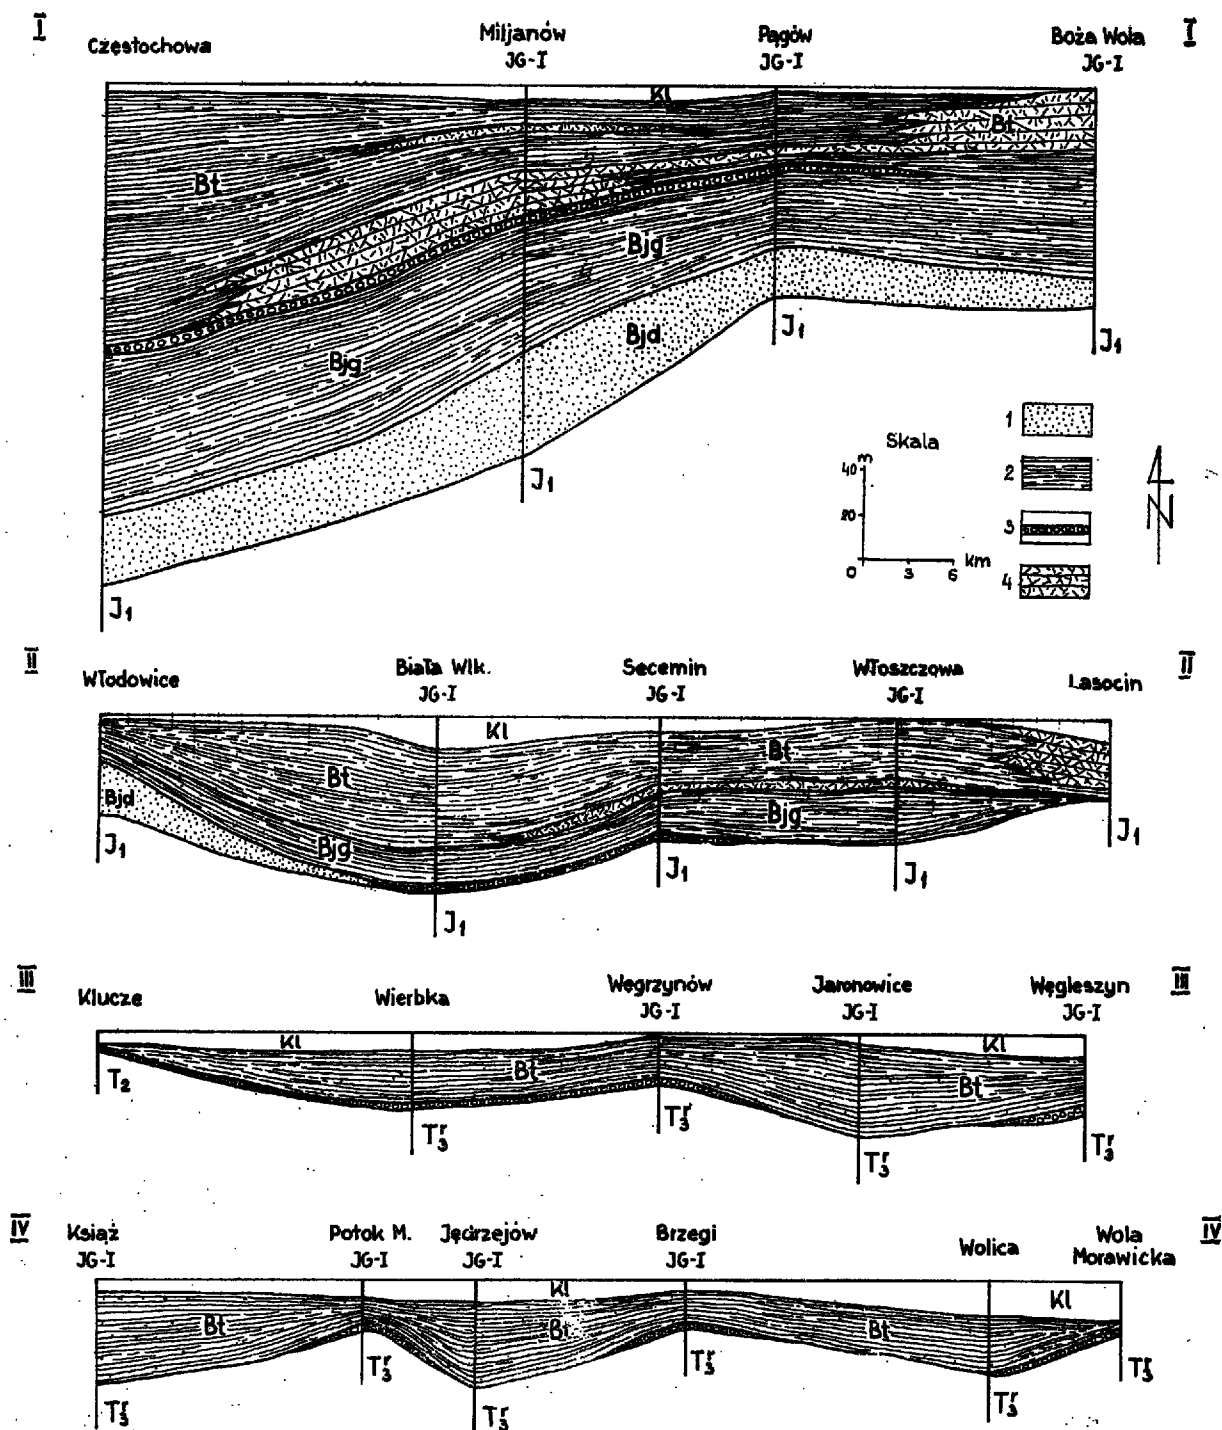 I
Częstochowa
Miljanów
JG-I
Pągów
JG-I
Boża Wola
JG-I
I
Kl
Bt
Bt
Bjg
Bjg
Bjd
J1
J1
J1
J1
Skala
m
40
20
0
3
6
km
1
2
3
4
N
II
Włodowice
Biała Wlk.
JG-I
Secemin
JG-I
Włoszczowa
JG-I
Lasocin
II
Kl
Bt
Bt
Bjd
Bjg
Bjg
J1
J1
J1
J1
J1
III
Klucze
Wierbka
Węgrzynów
JG-I
Jaronowice
JG-I
Węgleszyn
JG-I
III
Kl
Kl
Bt
Bt
T2
T3r
T3r
T3r
T3r
IV
Książ
JG-I
Potok M.
JG-I
Jędrzejów
JG-I
Brzegi
JG-I
Wolica
Wola
Morawicka
IV
Kl
Kl
Bt
Bt
Bt
T3r
T3r
T3r
T3r
T3r
T3r